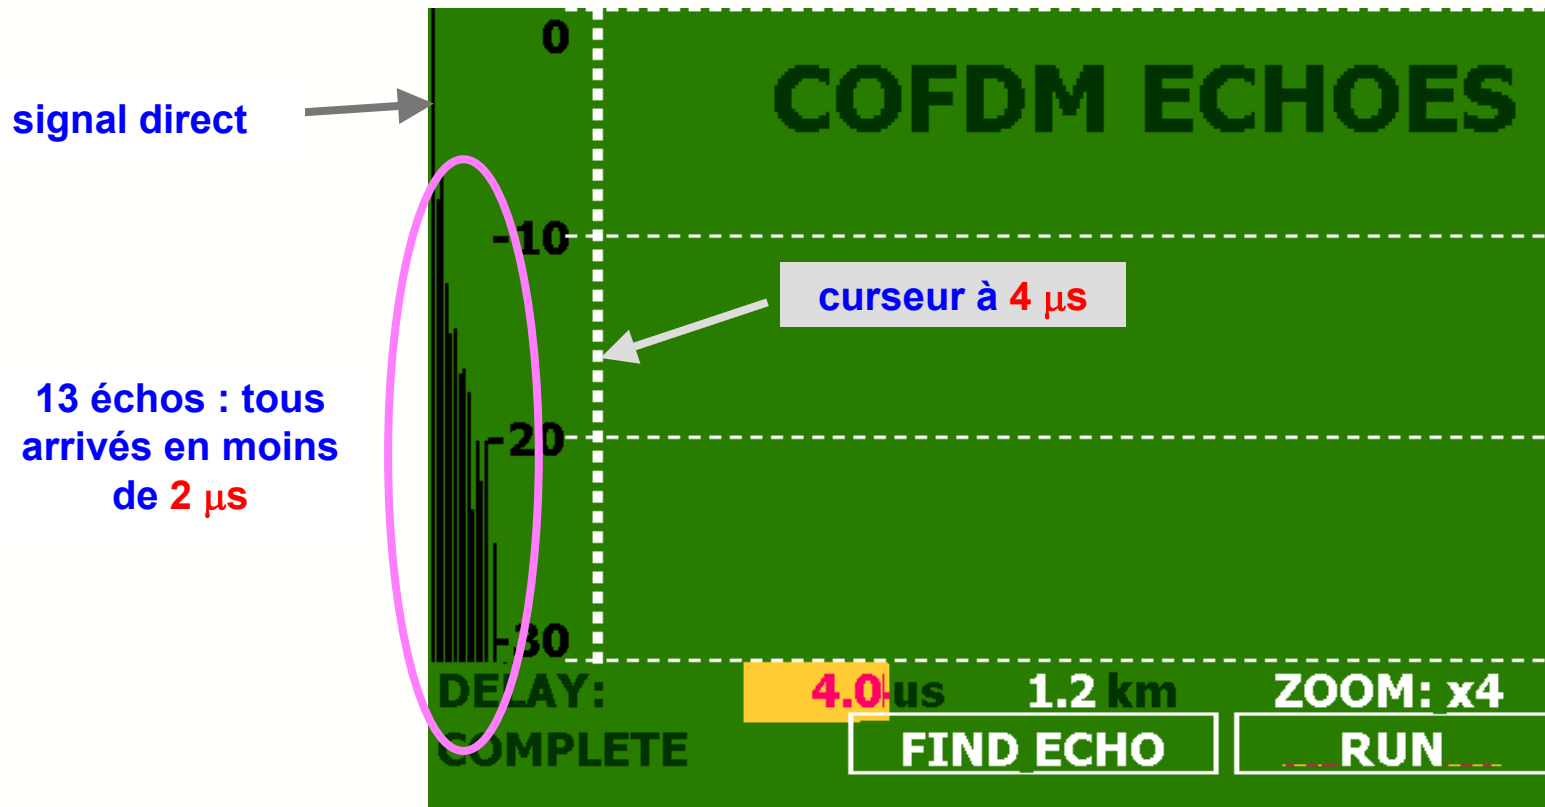 0
COFDM ECHOES
signal direct
-10
curseur à 4 μs
13 échos : tous
arrivés en moins
de 2 μs
-20
-30
DELAY: 4.0 us 1.2 km ZOOM: x4
COMPLETE FIND ECHO RUN